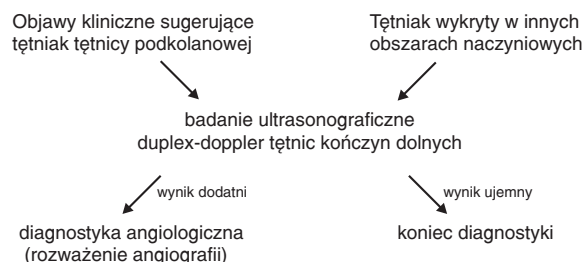 Objawy kliniczne sugerujące
tętniak tętnicy podkolanowej
Tętniak wykryty w innych
obszarach naczyniowych
badanie ultrasonograficzne
duplex-doppler tętnic kończyn dolnych
wynik dodatni
wynik ujemny
diagnostyka angiologiczna
(rozważenie angiografii)
koniec diagnostyki